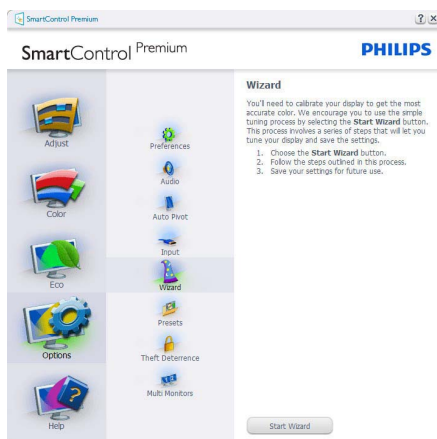 SmartControl Premium
SmartControl Premium
PHILIPS
Adjust
Color
Eco
Options
Help
Preferences
Audio
Auto Pivot
Input
Wizard
Presets
Theft Deterrence
Multi Monitors
Wizard
You'll need to calibrate your display to get the most
accurate color. We encourage you to use the simple
tuning process by selecting the Start Wizard button.
This process involves a series of steps that will let you
tune your display and save the settings.
1. Choose the Start Wizard button.
2. Follow the steps outlined in this process.
3. Save your settings for future use.
Start Wizard